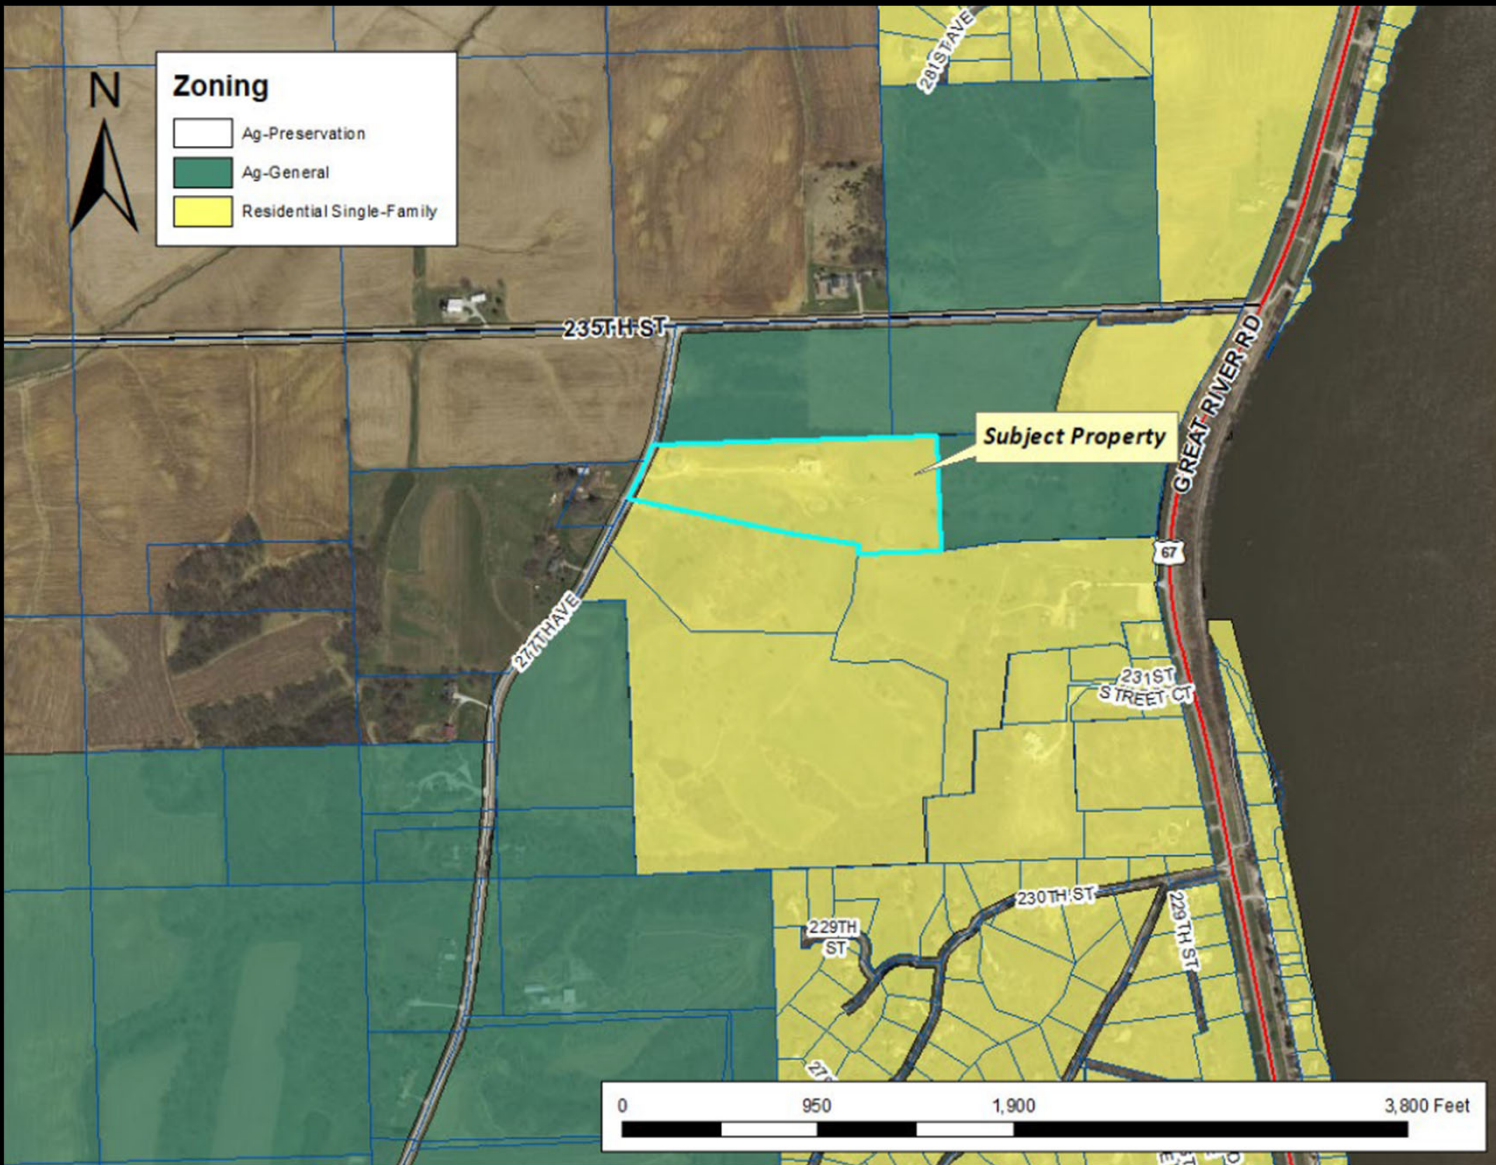 281ST AVE
N
Zoning
Ag-Preservation
Ag-General
Residential Single-Family
235TH ST
GREAT RIVER RD
Subject Property
67
277TH AVE
231ST
STREET CT
230TH ST
229TH
ST
229TH ST
0 950 1,900 3,800 Feet